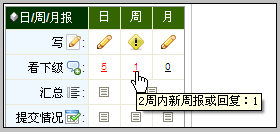 日/周/月报 日 周 月
写 :
看下级 : 5 1 0
汇总 :
2周内新周报或回复：1
提交情况 :